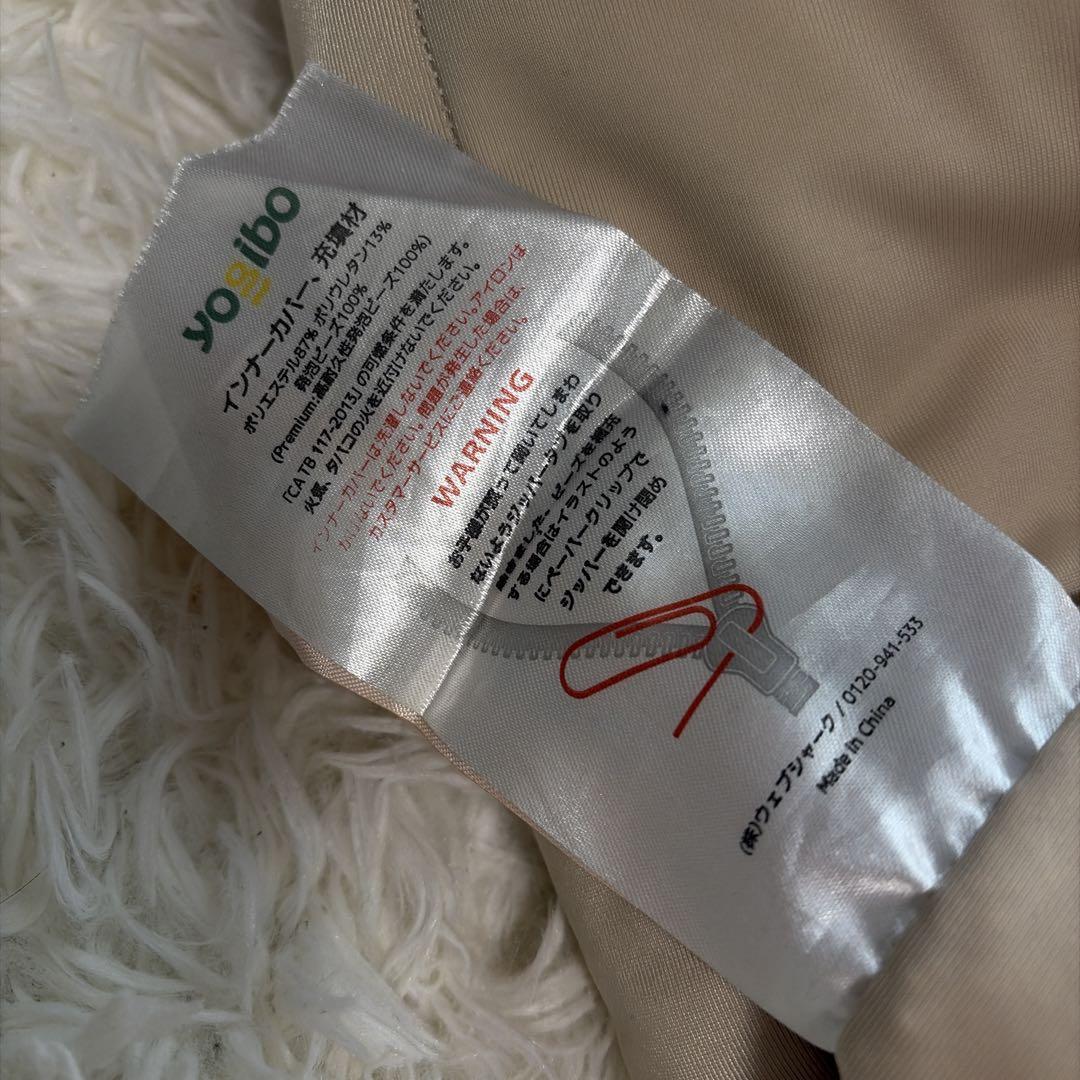 yogibo
インナーカバー、充填材
ポリエステル87% ポリウレタン13%
発泡ビーズ100%
(Premium:高耐久性発泡ビーズ100%)
「CA TB 117-2013」の可燃条件を満たします。
火気、タバコの火を近付けないでください。
インナーカバーは洗濯しないでください。アイロンは
かけないでください。問題が発生した場合は、
カスタマーサービスにご連絡ください。
WARNING
お子様が誤って開いてしまわ
ないようジッパータブを取り
除きました。ビーズを補充
する場合はイラストのよう
にペーパークリップで
ジッパーを開け閉め
できます。
(株)ウェブシャーク / 0120-941-533
Made in China